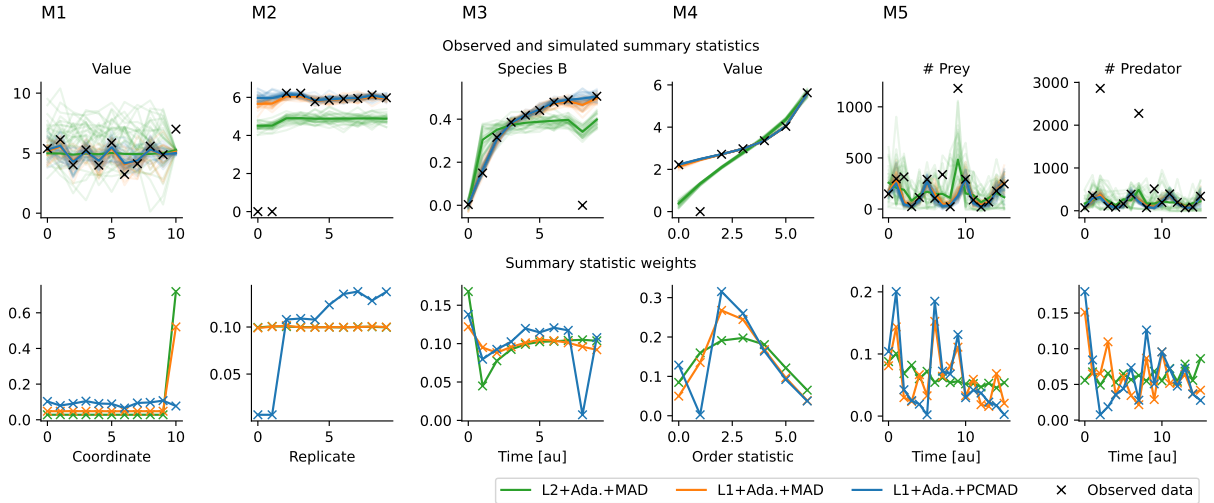 M1 M2 M3 M4 M5
Observed and simulated summary statistics
Value Value Species B Value # Prey # Predator
10 5 0
6 4 2 0
0.4 0.2 0.0
6 4 2 0
1000 500 0
3000 2000 1000 0
0 5 10
0 5
0 5
0.0 2.5 5.0
0 10
0 10
Summary statistic weights
0.6 0.4 0.2 0.0
0.10 0.05
0.15 0.10 0.05 0.00
0.3 0.2 0.1 0.0
0.2 0.1 0.0
0.15 0.10 0.05 0.00
0 5 10
0 5
0 5
0.0 2.5 5.0
0 10
0 10
Coordinate Replicate Time [au] Order statistic Time [au] Time [au]
L2+Ada.+MAD L1+Ada.+MAD L1+Ada.+PCMAD Observed data